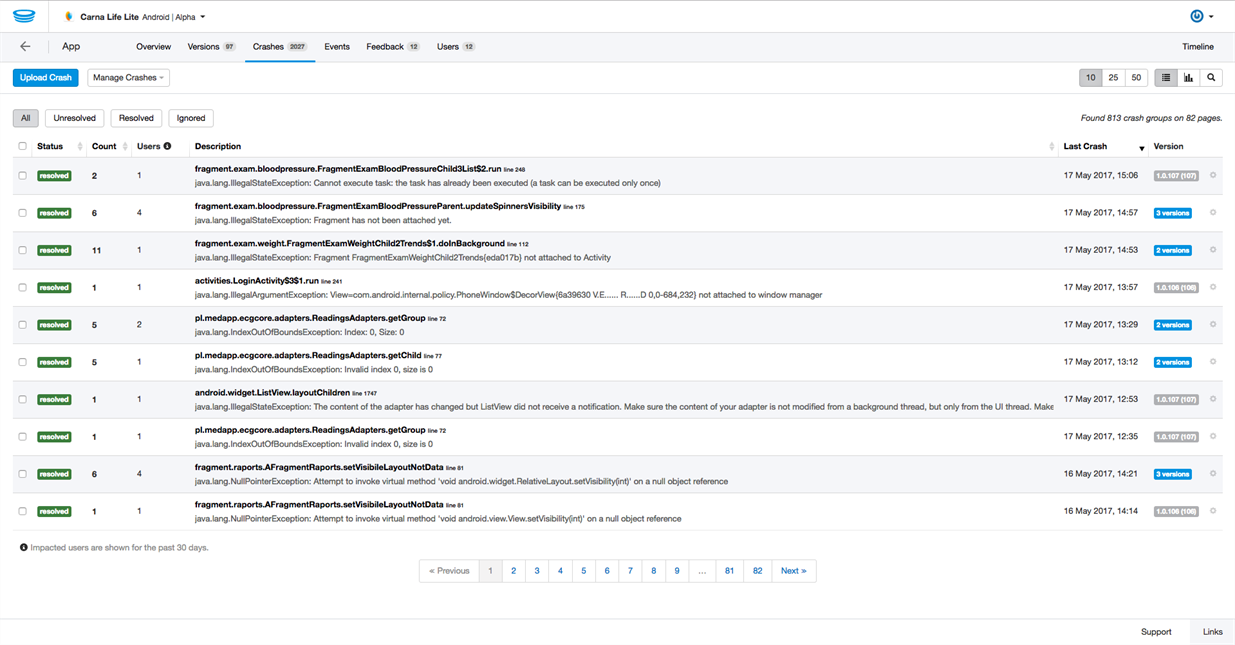 Carna Life Lite Android | Alpha
App Overview Versions 97 Crashes 2027 Events Feedback 12 Users 12 Timeline
Upload Crash Manage Crashes 10 25 50
All Unresolved Resolved Ignored Found 813 crash groups on 82 pages.
Status Count Users Description Last Crash Version
fragment.exam.bloodpressure.FragmentExamBloodPressureChild3List$2.run line 248
resolved 2 1 17 May 2017, 15:06 1.0.107 (107)
java.lang.IllegalStateException: Cannot execute task: the task has already been executed (a task can be executed only once)
fragment.exam.bloodpressure.FragmentExamBloodPressureParent.updateSpinnersVisibility line 175
resolved 6 4 17 May 2017, 14:57 3 versions
java.lang.IllegalStateException: Fragment has not been attached yet.
fragment.exam.weight.FragmentExamWeightChild2Trends$1.doInBackground line 112
resolved 11 1 17 May 2017, 14:53 2 versions
java.lang.IllegalStateException: Fragment FragmentExamWeightChild2Trends{eda017b} not attached to Activity
activities.LoginActivity$3$1.run line 241
resolved 1 1 17 May 2017, 13:57 1.0.106 (106)
java.lang.IllegalArgumentException: View=com.android.internal.policy.PhoneWindow$DecorView{6a39630 V.E...... R......D 0,0-684,232} not attached to window manager
pl.medapp.ecgcore.adapters.ReadingsAdapters.getGroup line 72
resolved 5 2 17 May 2017, 13:29 2 versions
java.lang.IndexOutOfBoundsException: Index: 0, Size: 0
pl.medapp.ecgcore.adapters.ReadingsAdapters.getChild line 77
resolved 5 1 17 May 2017, 13:12 2 versions
java.lang.IndexOutOfBoundsException: Invalid index 0, size is 0
android.widget.ListView.layoutChildren line 1747
resolved 1 1 17 May 2017, 12:53 1.0.107 (107)
java.lang.IllegalStateException: The content of the adapter has changed but ListView did not receive a notification. Make sure the content of your adapter is not modified from a background thread, but only from the UI thread. Make
pl.medapp.ecgcore.adapters.ReadingsAdapters.getGroup line 72
resolved 1 1 17 May 2017, 12:35 1.0.107 (107)
java.lang.IndexOutOfBoundsException: Invalid index 0, size is 0
fragment.raports.AFragmentRaports.setVisibileLayoutNotData line 81
resolved 6 4 16 May 2017, 14:21 3 versions
java.lang.NullPointerException: Attempt to invoke virtual method 'void android.widget.RelativeLayout.setVisibility(int)' on a null object reference
fragment.raports.AFragmentRaports.setVisibileLayoutNotData line 81
resolved 1 1 16 May 2017, 14:14 1.0.106 (106)
java.lang.NullPointerException: Attempt to invoke virtual method 'void android.view.View.setVisibility(int)' on a null object reference
Impacted users are shown for the past 30 days.
« Previous 1 2 3 4 5 6 7 8 9 ... 81 82 Next »
Support Links